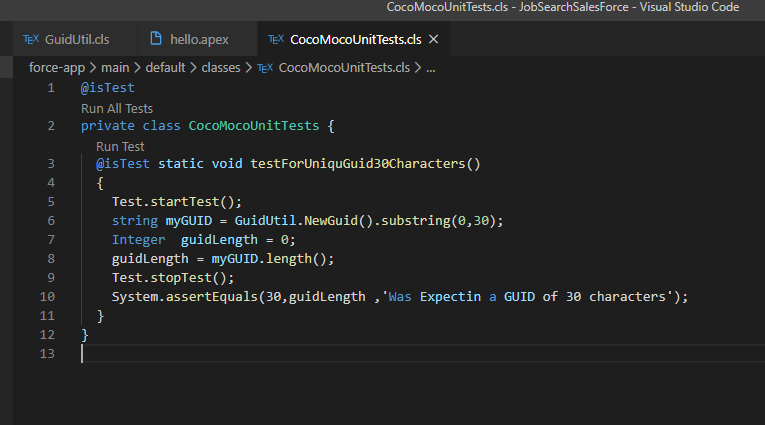 CocoMocoUnitTests.cls - JobSearchSalesForce - Visual Studio Code
GuidUtil.cls hello.apex CocoMocoUnitTests.cls ×
force-app > main > default > classes > CocoMocoUnitTests.cls > ...
1 @isTest
Run All Tests
2 private class CocoMocoUnitTests {
Run Test
3 @isTest static void testForUniquGuid30Characters()
4 {
5 Test.startTest();
6 string myGUID = GuidUtil.NewGuid().substring(0,30);
7 Integer  guidLength = 0;
8 guidLength = myGUID.length();
9 Test.stopTest();
10 System.assertEquals(30,guidLength ,'Was Expectin a GUID of 30 characters');
11 }
12 }
13